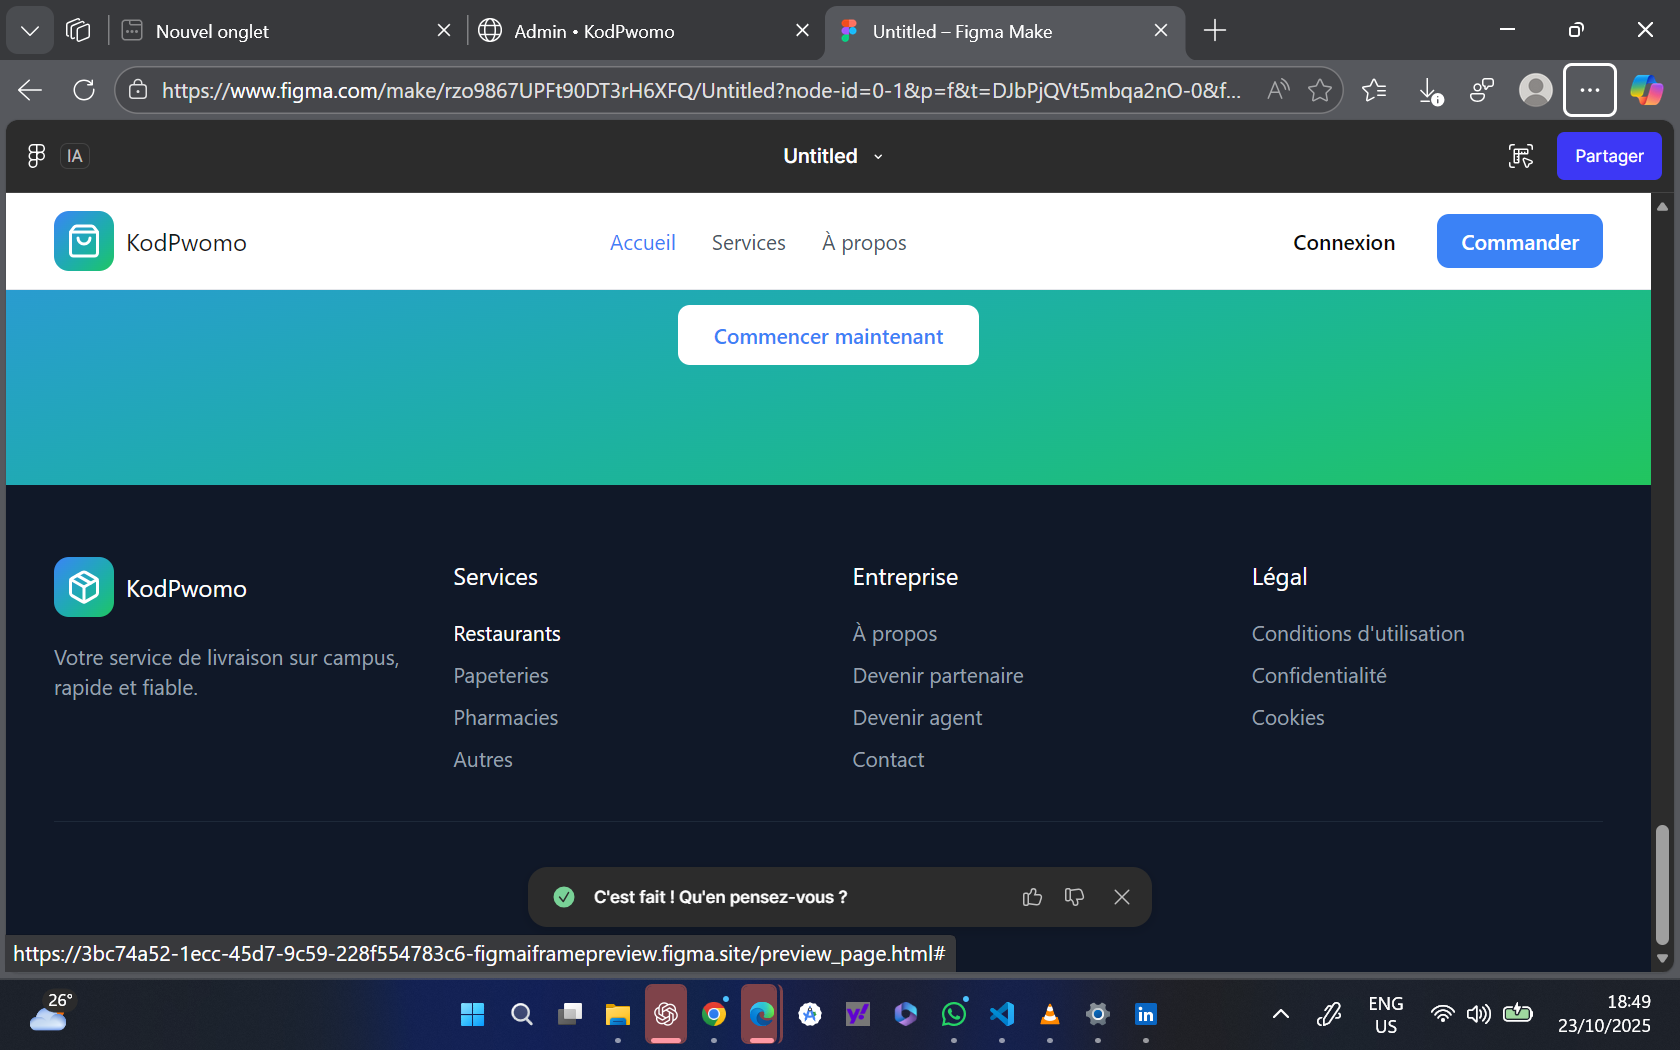 Nouvel onglet
Admin • KodPwomo
Untitled – Figma Make
https://www.figma.com/make/rzo9867UPFt90DT3rH6XFQ/Untitled?node-id=0-1&p=f&t=DJbPjQVt5mbqa2nO-0&f...
IA
Untitled
Partager
KodPwomo
Accueil
Services
À propos
Connexion
Commander
Commencer maintenant
KodPwomo
Votre service de livraison sur campus,
rapide et fiable.
Services
Restaurants
Papeteries
Pharmacies
Autres
Entreprise
À propos
Devenir partenaire
Devenir agent
Contact
Légal
Conditions d'utilisation
Confidentialité
Cookies
C'est fait ! Qu'en pensez-vous ?
https://3bc74a52-1ecc-45d7-9c59-228f554783c6-figmaiframepreview.figma.site/preview_page.html#
26°
ENG
US
18:49
23/10/2025